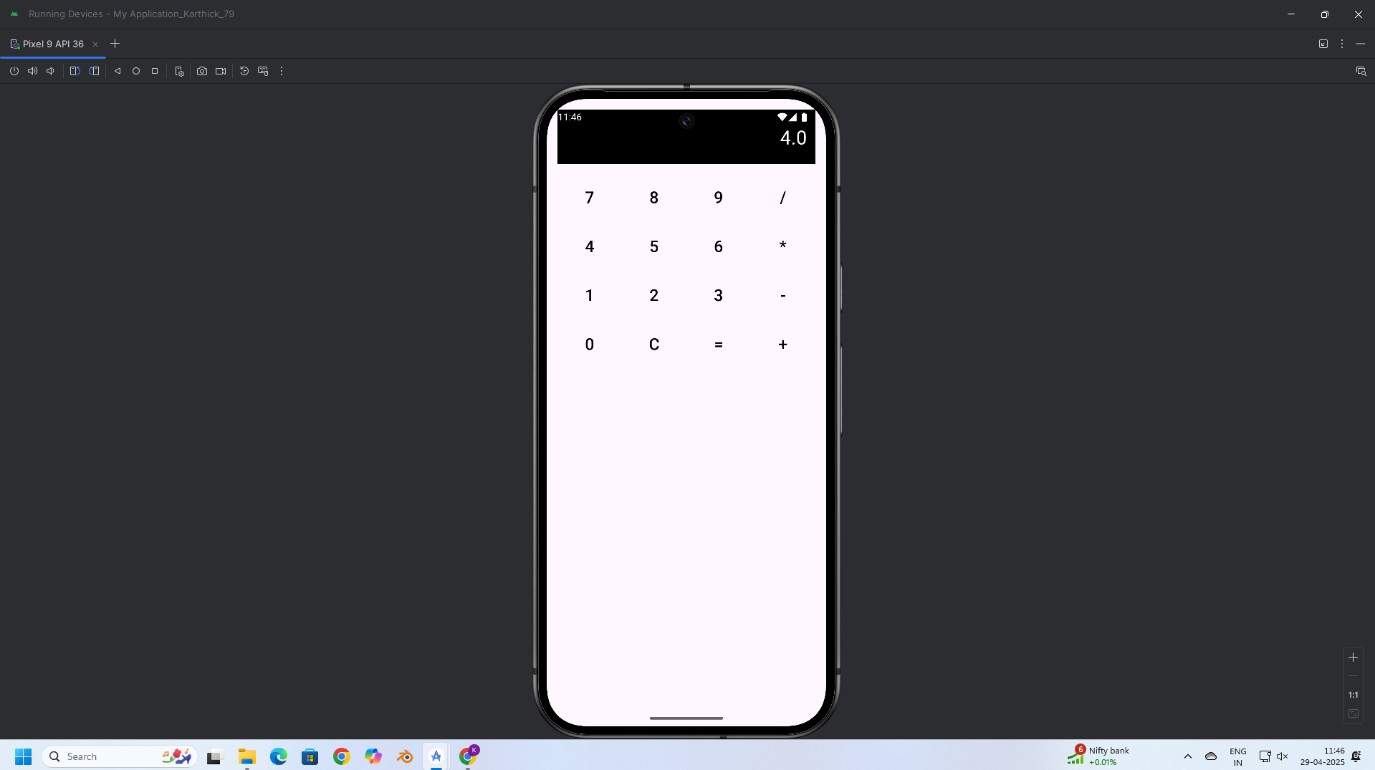 Running Devices - My Application_Karthick_79
Pixel 9 API 36
11:46
4.0
7 8 9 /
4 5 6 *
1 2 3 -
0 C = +
1:1
Search
K
6
Nifty bank
+0.01%
ENG
IN
11:46
29-04-2025